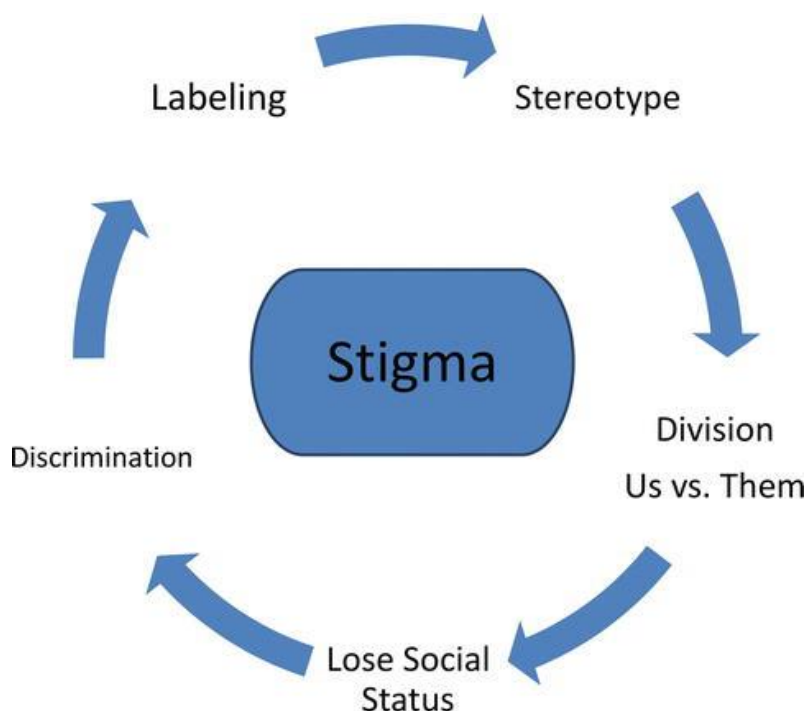 Labeling
Stereotype
Division
Us vs. Them
Lose Social
Status
Discrimination
Stigma